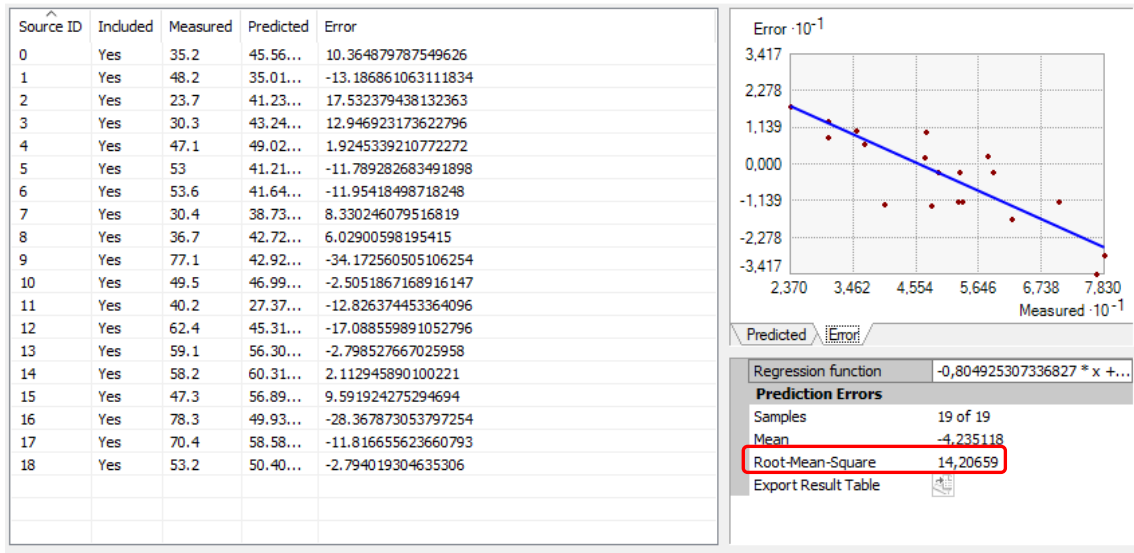 Source ID Included Measured Predicted Error
0 Yes 35.2 45.56... 10.364879787549626
1 Yes 48.2 35.01... -13.186861063111834
2 Yes 23.7 41.23... 17.532379438132363
3 Yes 30.3 43.24... 12.946923173622796
4 Yes 47.1 49.02... 1.9245339210772272
5 Yes 53 41.21... -11.789282683491898
6 Yes 53.6 41.64... -11.95418498718248
7 Yes 30.4 38.73... 8.330246079516819
8 Yes 36.7 42.72... 6.02900598195415
9 Yes 77.1 42.92... -34.172560505106254
10 Yes 49.5 46.99... -2.5051867168916147
11 Yes 40.2 27.37... -12.826374453364096
12 Yes 62.4 45.31... -17.088559891052796
13 Yes 59.1 56.30... -2.798527667025958
14 Yes 58.2 60.31... 2.112945890100221
15 Yes 47.3 56.89... 9.591924275294694
16 Yes 78.3 49.93... -28.367873053797254
17 Yes 70.4 58.58... -11.816655623660793
18 Yes 53.2 50.40... -2.794019304635306
Error ·10-1
3,417
2,278
1,139
0,000
-1,139
-2,278
-3,417
2,370 3,462 4,554 5,646 6,738 7,830
Measured ·10-1
Predicted Error
Regression function -0,804925307336827 * x +...
Prediction Errors
Samples 19 of 19
Mean -4,235118
Root-Mean-Square 14,20659
Export Result Table